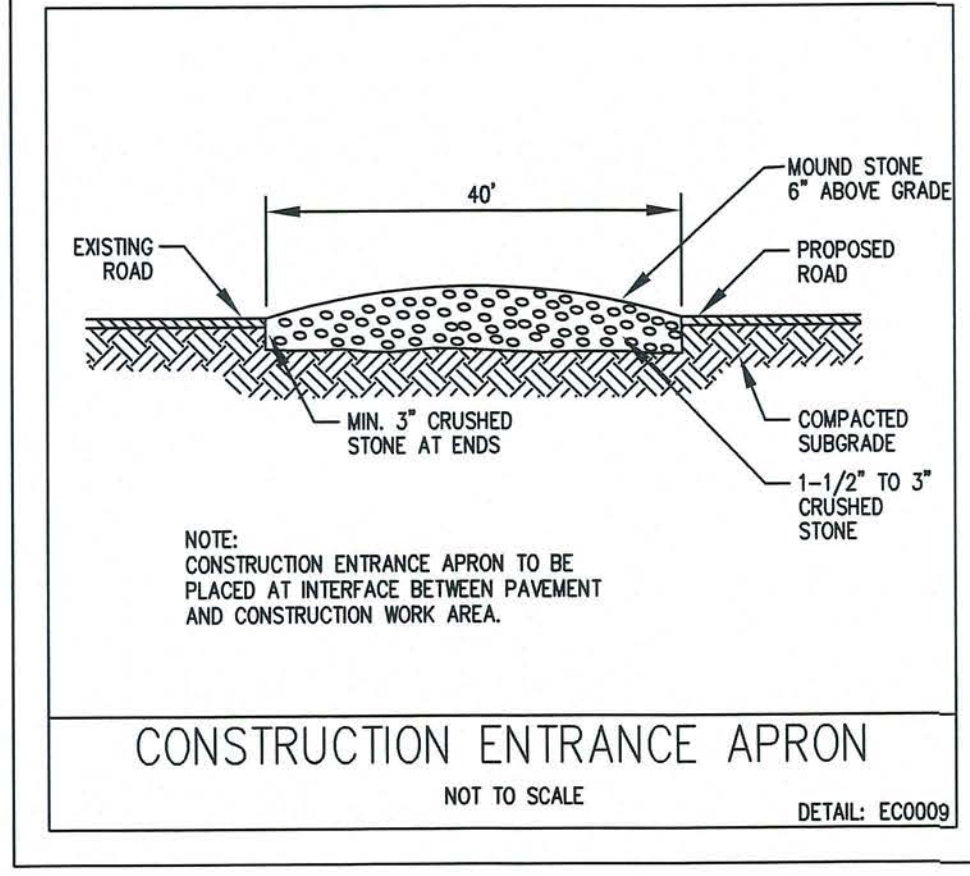 40'
MOUND STONE
6" ABOVE GRADE
EXISTING
ROAD
PROPOSED
ROAD
MIN. 3" CRUSHED
STONE AT ENDS
COMPACTED
SUBGRADE
1-1/2" TO 3"
CRUSHED
STONE
NOTE:
CONSTRUCTION ENTRANCE APRON TO BE
PLACED AT INTERFACE BETWEEN PAVEMENT
AND CONSTRUCTION WORK AREA.
CONSTRUCTION ENTRANCE APRON
NOT TO SCALE
DETAIL: EC0009